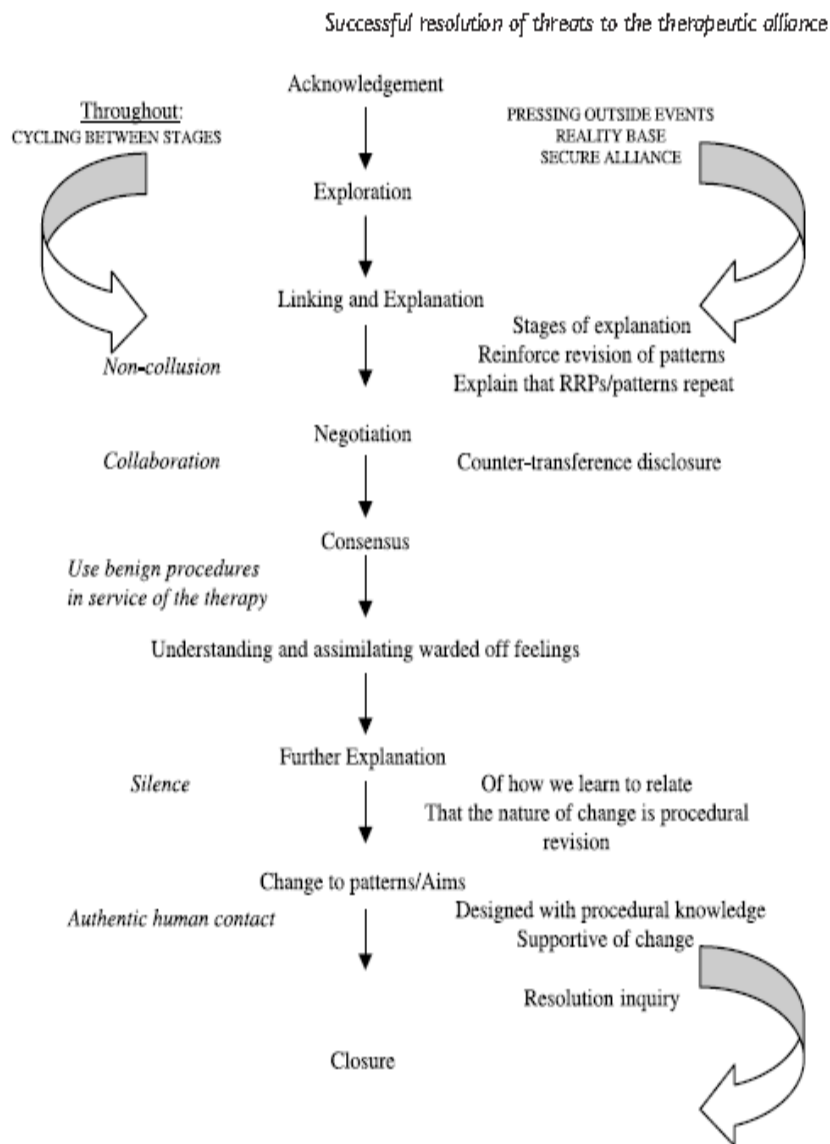 Successful resolution of threats to the therapeutic alliance
Acknowledgement
Throughout:
CYCLING BETWEEN STAGES
PRESSING OUTSIDE EVENTS
REALITY BASE
SECURE ALLIANCE
Exploration
Linking and Explanation
Stages of explanation
Reinforce revision of patterns
Explain that RRPs/patterns repeat
Non-collusion
Negotiation
Collaboration
Counter-transference disclosure
Consensus
Use benign procedures
in service of the therapy
Understanding and assimilating warded off feelings
Further Explanation
Silence
Of how we learn to relate
That the nature of change is procedural
revision
Change to patterns/Aims
Authentic human contact
Designed with procedural knowledge
Supportive of change
Resolution inquiry
Closure